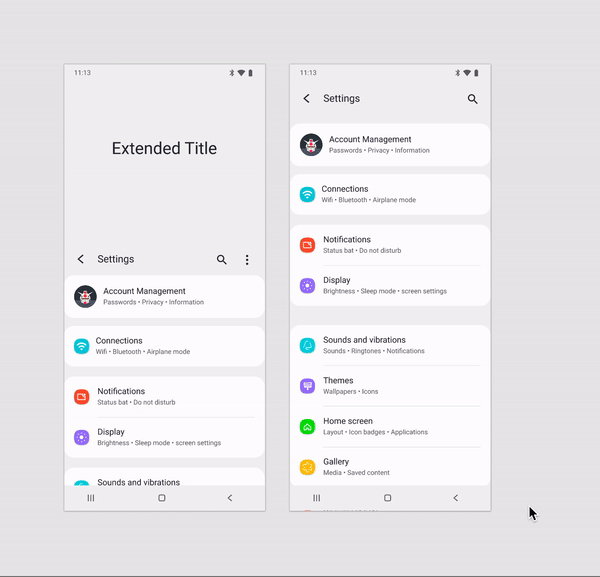 11:13
Extended Title
Settings
Account Management
Passwords • Privacy • Information
Connections
Wifi • Bluetooth • Airplane mode
Notifications
Status bat • Do not disturb
Display
Brightness • Sleep mode • screen settings
Sounds and vibrations
11:13
Settings
Account Management
Passwords • Privacy • Information
Connections
Wifi • Bluetooth • Airplane mode
Notifications
Status bat • Do not disturb
Display
Brightness • Sleep mode • screen settings
Sounds and vibrations
Sounds • Ringtones • Notifications
Themes
Wallpapers • Icons
Home screen
Layout • Icon badges • Applications
Gallery
Media • Saved content